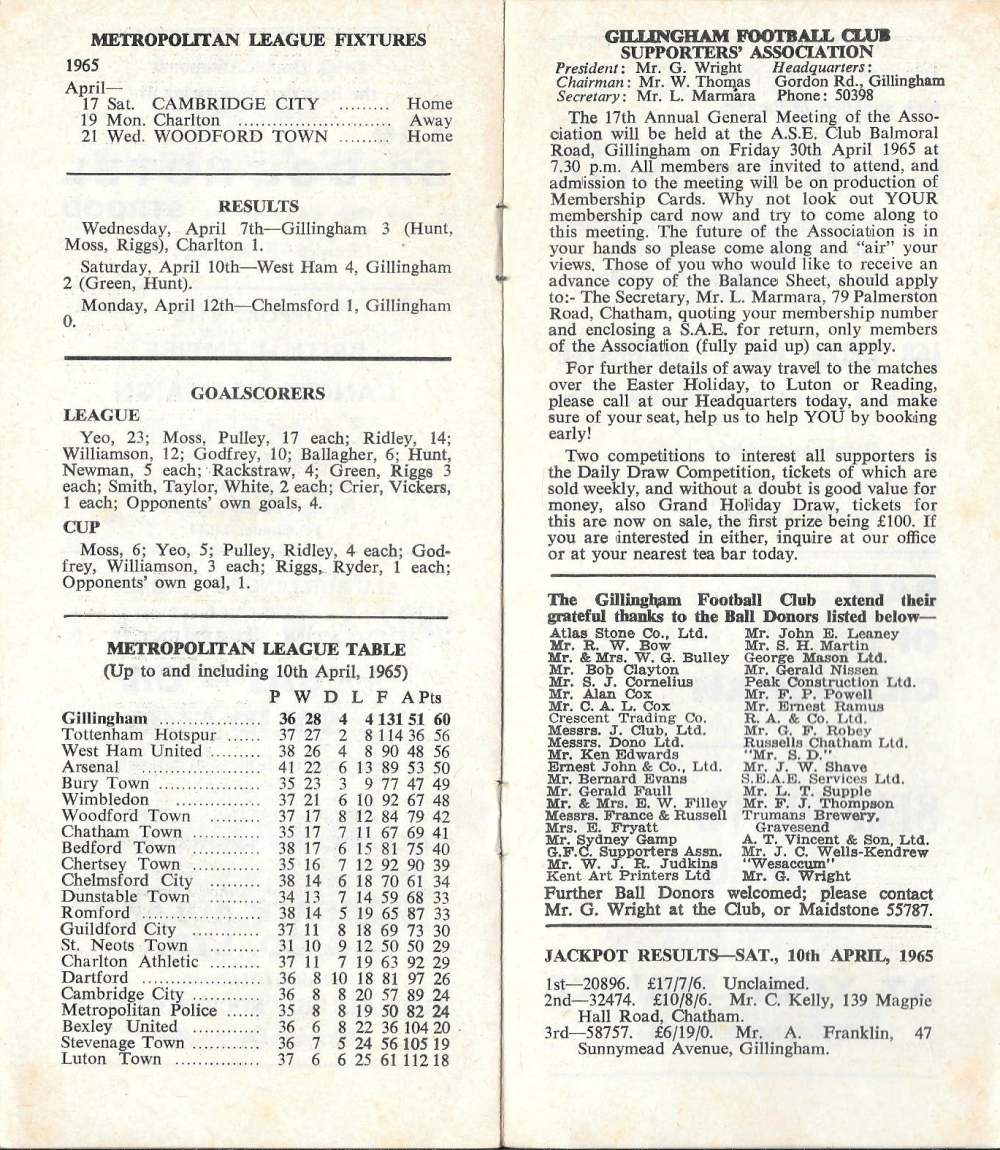 METROPOLITAN LEAGUE FIXTURES
1965
April—
17 Sat. CAMBRIDGE CITY ......... Home
19 Mon. Charlton .......................... Away
21 Wed. WOODFORD TOWN ......... Home
RESULTS
Wednesday, April 7th—Gillingham 3 (Hunt,
Moss, Riggs), Charlton 1.
Saturday, April 10th—West Ham 4, Gillingham
2 (Green, Hunt).
Monday, April 12th—Chelmsford 1, Gillingham
0.
GOALSCORERS
LEAGUE
Yeo, 23; Moss, Pulley, 17 each; Ridley, 14;
Williamson, 12; Godfrey, 10; Ballagher, 6; Hunt,
Newman, 5 each; Rackstraw, 4; Green, Riggs 3
each; Smith, Taylor, White, 2 each; Crier, Vickers,
1 each; Opponents' own goals, 4.
CUP
Moss, 6; Yeo, 5; Pulley, Ridley, 4 each; God-
frey, Williamson, 3 each; Riggs, Ryder, 1 each;
Opponents' own goal, 1.
METROPOLITAN LEAGUE TABLE
(Up to and including 10th April, 1965)
P W D L F A Pts
Gillingham ............... 36 28 4 4 131 51 60
Tottenham Hotspur ...... 37 27 2 8 114 36 56
West Ham United ......... 38 26 4 8 90 48 56
Arsenal .................. 41 22 6 13 89 53 50
Bury Town ............... 35 23 3 9 77 47 49
Wimbledon ............... 37 21 6 10 92 67 48
Woodford Town ......... 37 17 8 12 84 79 42
Chatham Town ............ 35 17 7 11 67 69 41
Bedford Town ............ 38 17 6 15 81 75 40
Chertsey Town ............ 35 16 7 12 92 90 39
Chelmsford City ......... 38 14 6 18 70 61 34
Dunstable Town ......... 34 13 7 14 59 68 33
Romford .................. 38 14 5 19 65 87 33
Guildford City ............ 37 11 8 18 69 73 30
St. Neots Town ......... 31 10 9 12 50 50 29
Charlton Athletic ......... 37 11 7 19 63 92 29
Dartford .................. 36 8 10 18 81 97 26
Cambridge City ............ 36 8 8 20 57 89 24
Metropolitan Police ...... 35 8 8 19 50 82 24
Bexley United ............ 36 6 8 22 36 104 20
Stevenage Town ............ 36 7 5 24 56 105 19
Luton Town ............... 37 6 6 25 61 112 18
GILLINGHAM FOOTBALL CLUB
SUPPORTERS' ASSOCIATION
President: Mr. G. Wright Headquarters:
Chairman: Mr. W. Thomas Gordon Rd., Gillingham
Secretary: Mr. L. Marmara Phone: 50398
The 17th Annual General Meeting of the Asso-
ciation will be held at the A.S.E. Club Balmoral
Road, Gillingham on Friday 30th April 1965 at
7.30 p.m. All members are invited to attend, and
admission to the meeting will be on production of
Membership Cards. Why not look out YOUR
membership card now and try to come along to
this meeting. The future of the Association is in
your hands so please come along and "air" your
views. Those of you who would like to receive an
advance copy of the Balance Sheet, should apply
to:- The Secretary, Mr. L. Marmara, 79 Palmerston
Road, Chatham, quoting your membership number
and enclosing a S.A.E. for return, only members
of the Association (fully paid up) can apply.
For further details of away travel to the matches
over the Easter Holiday, to Luton or Reading,
please call at our Headquarters today, and make
sure of your seat, help us to help YOU by booking
early!
Two competitions to interest all supporters is
the Daily Draw Competition, tickets of which are
sold weekly, and without a doubt is good value for
money, also Grand Holiday Draw, tickets for
this are now on sale, the first prize being £100. If
you are interested in either, inquire at our office
or at your nearest tea bar today.
The Gillingham Football Club extend their
grateful thanks to the Ball Donors listed below—
Atlas Stone Co., Ltd.
Mr. R. W. Bow
Mr. & Mrs. W. G. Bulley
Mr. Bob Clayton
Mr. S. J. Cornelius
Mr. Alan Cox
Mr. C. A. L. Cox
Crescent Trading Co.
Messrs. J. Club, Ltd.
Messrs. Dono Ltd.
Mr. Ken Edwards
Ernest John & Co., Ltd.
Mr. Bernard Evans
Mr. Gerald Faull
Mr. & Mrs. E. W. Filley
Messrs. France & Russell
Mrs. E. Fryatt
Mr. Sydney Gamp
G.F.C. Supporters Assn.
Mr. W. J. R. Judkins
Kent Art Printers Ltd
Mr. John E. Leaney
Mr. S. H. Martin
George Mason Ltd.
Mr. Gerald Nissen
Peak Construction Ltd.
Mr. F. P. Powell
Mr. Ernest Ramus
R. A. & Co. Ltd.
Mr. G. F. Robey
Russells Chatham Ltd.
"Mr. S. D."
Mr. J. W. Shave
S.E.A.E. Services Ltd.
Mr. L. T. Supple
Mr. F. J. Thompson
Trumans Brewery,
Gravesend
A. T. Vincent & Son, Ltd.
Mr. J. C. Wells-Kendrew
"Wesaccum"
Mr. G. Wright
Further Ball Donors welcomed; please contact
Mr. G. Wright at the Club, or Maidstone 55787.
JACKPOT RESULTS—SAT., 10th APRIL, 1965
1st—20896. £17/7/6. Unclaimed.
2nd—32474. £10/8/6. Mr. C. Kelly, 139 Magpie
Hall Road, Chatham.
3rd—58757. £6/19/0. Mr. A. Franklin, 47
Sunnymead Avenue, Gillingham.